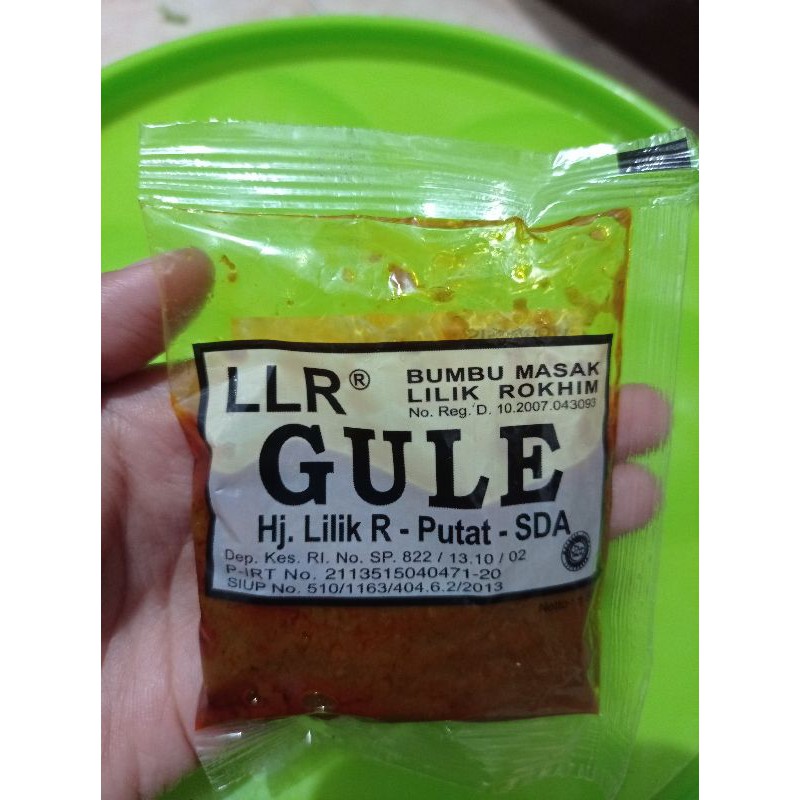 LLR®
BUMBU MASAK
LILIK ROKHIM
No. Reg. D. 10.2007.043093
GULE
Hj. Lilik R - Putat - SDA
Dep. Kes. RI. No. SP. 822 / 13.10 / 02
P-IRT No. 2113515040471-20
SIUP No. 510/1163/404.6.2/2013